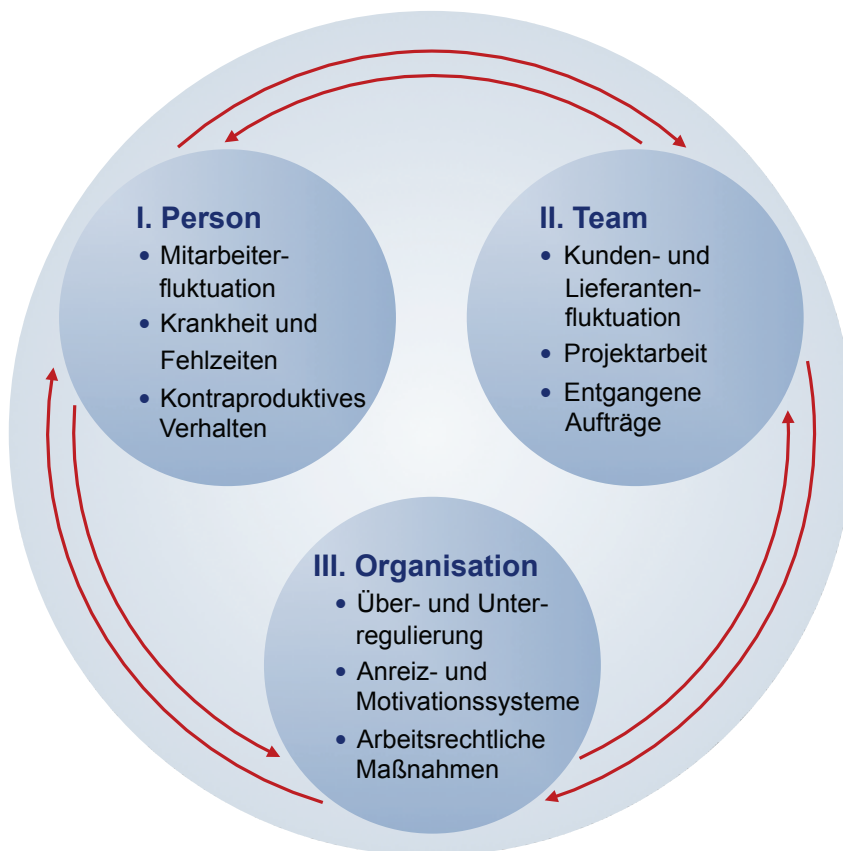 I. Person
• Mitarbeiter-
fluktuation
• Krankheit und
Fehlzeiten
• Kontraproduktives
Verhalten
II. Team
• Kunden- und
Lieferanten-
fluktuation
• Projektarbeit
• Entgangene
Aufträge
III. Organisation
• Über- und Unter-
regulierung
• Anreiz- und
Motivationssysteme
• Arbeitsrechtliche
Maßnahmen